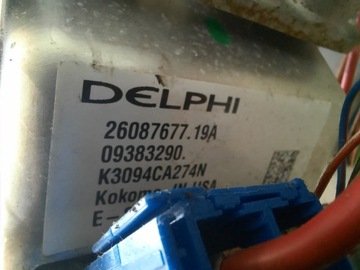 DELPHI
26087677.19A
09383290.
K3094CA274N
Kokomo, IN USA
E-